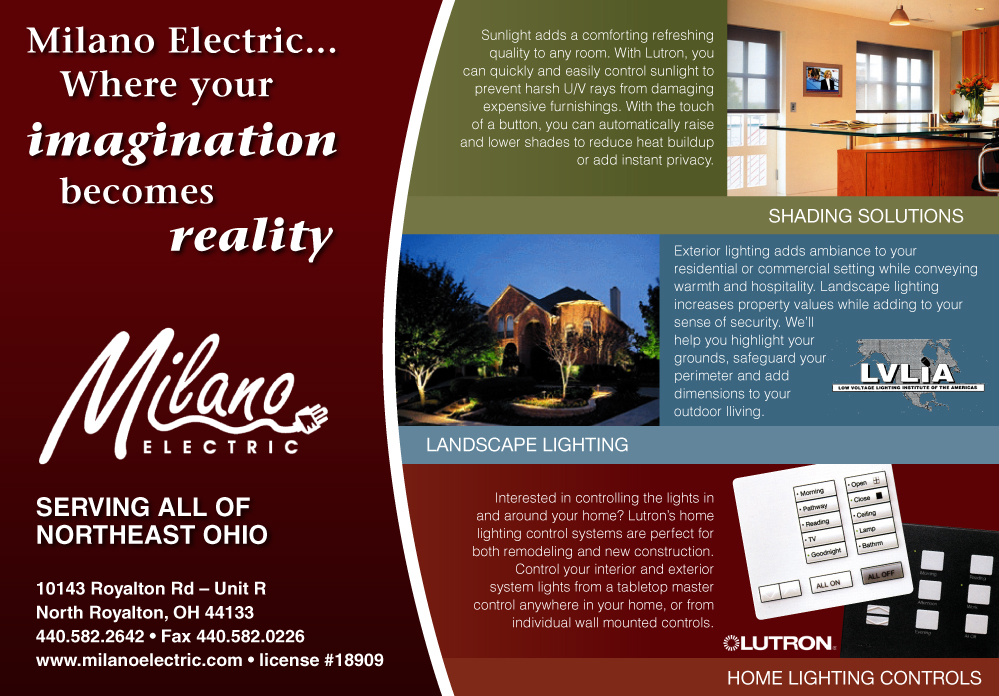 Milano Electric...
Where your
imagination
becomes
reality
Milano
ELECTRIC
SERVING ALL OF
NORTHEAST OHIO
10143 Royalton Rd – Unit R
North Royalton, OH 44133
440.582.2642 • Fax 440.582.0226
www.milanoelectric.com • license #18909
Sunlight adds a comforting refreshing
quality to any room. With Lutron, you
can quickly and easily control sunlight to
prevent harsh U/V rays from damaging
expensive furnishings. With the touch
of a button, you can automatically raise
and lower shades to reduce heat buildup
or add instant privacy.
SHADING SOLUTIONS
Exterior lighting adds ambiance to your
residential or commercial setting while conveying
warmth and hospitality. Landscape lighting
increases property values while adding to your
sense of security. We'll
help you highlight your
grounds, safeguard your
perimeter and add
dimensions to your
outdoor lliving.
LVLIA
LOW VOLTAGE LIGHTING INSTITUTE OF THE AMERICAS
LANDSCAPE LIGHTING
Interested in controlling the lights in
and around your home? Lutron's home
lighting control systems are perfect for
both remodeling and new construction.
Control your interior and exterior
system lights from a tabletop master
control anywhere in your home, or from
individual wall mounted controls.
• Morning
• Pathway
• Reading
• TV
• Goodnight
• Open
• Close
• Ceiling
• Lamp
• Bathrm
ALL ON
ALL OFF
Morning
Afternoon
Evening
Reading
All Off
LUTRON®
HOME LIGHTING CONTROLS